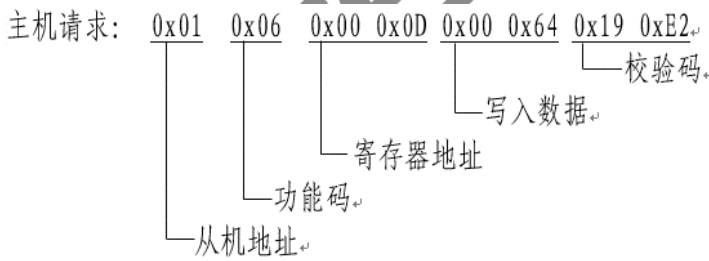 主机请求： 0x01 0x06 0x00 0x0D 0x00 0x64 0x19 0xE2
校验码
写入数据
寄存器地址
功能码
从机地址